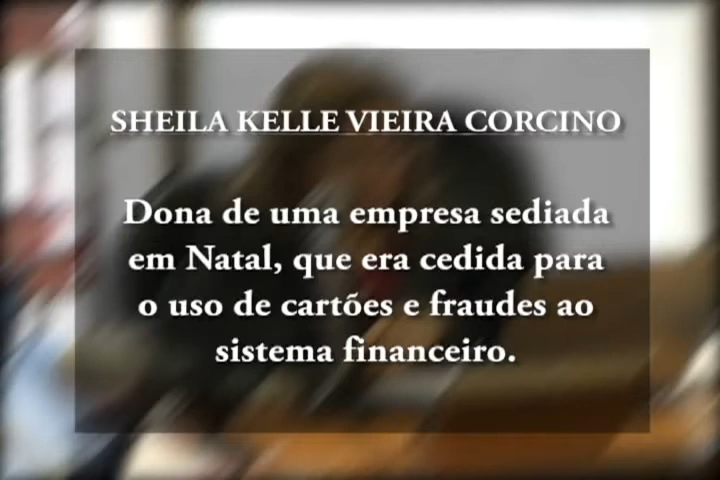 SHEILA KELLE VIEIRA CORCINO
Dona de uma empresa sediada
em Natal, que era cedida para
o uso de cartões e fraudes ao
sistema financeiro.